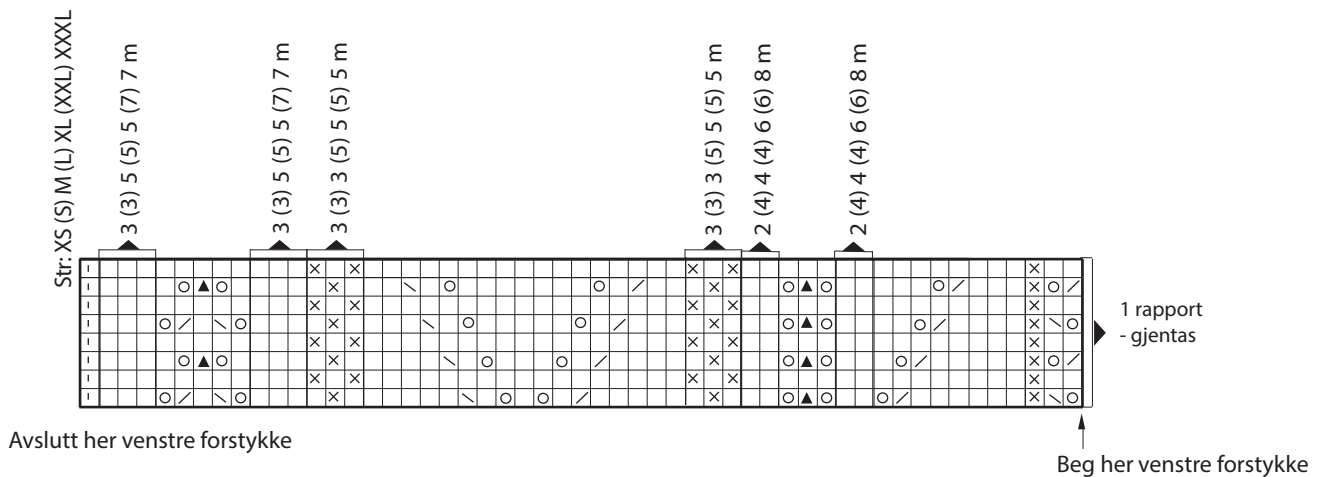 Str: XS (S) M (L) XL (XXL) XXXL
3 (3) 5 (5) 5 (7) 7 m
3 (3) 5 (5) 5 (7) 7 m
3 (3) 3 (5) 5 (5) 5 m
3 (3) 3 (5) 5 (5) 5 m
2 (4) 4 (4) 6 (6) 8 m
2 (4) 4 (4) 6 (6) 8 m
1 rapport
- gjentas
Avslutt her venstre forstykke
Beg her venstre forstykke